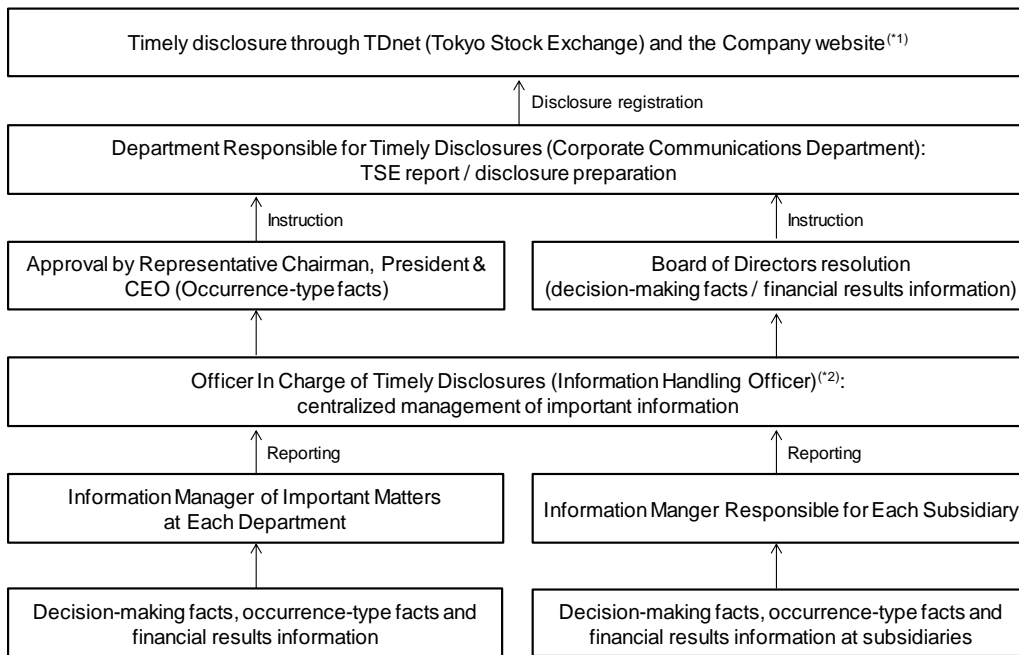 Timely disclosure through TDnet (Tokyo Stock Exchange) and the Company website(*1)
Disclosure registration
Department Responsible for Timely Disclosures (Corporate Communications Department):
TSE report / disclosure preparation
Instruction
Instruction
Approval by Representative Chairman, President &
CEO (Occurrence-type facts)
Board of Directors resolution
(decision-making facts / financial results information)
Officer In Charge of Timely Disclosures (Information Handling Officer)(*2):
centralized management of important information
Reporting
Reporting
Information Manager of Important Matters
at Each Department
Information Manger Responsible for Each Subsidiary
Decision-making facts, occurrence-type facts and
financial results information
Decision-making facts, occurrence-type facts and
financial results information at subsidiaries